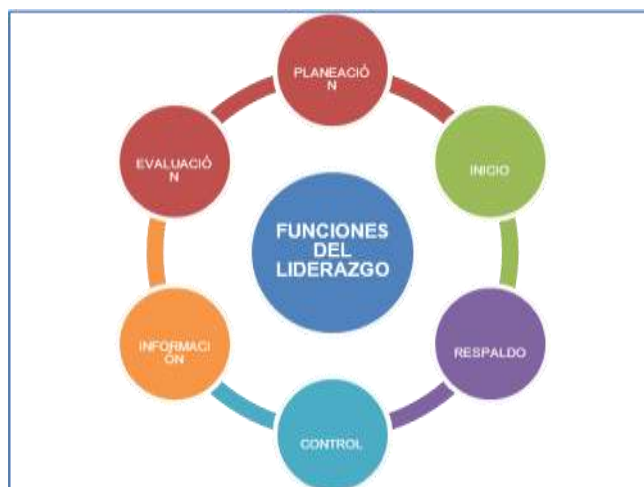 PLANEACIÓ
N
INICIO
RESPALDO
CONTROL
INFORMACI
ÓN
EVALUACIÓ
N
FUNCIONES
DEL
LIDERAZGO